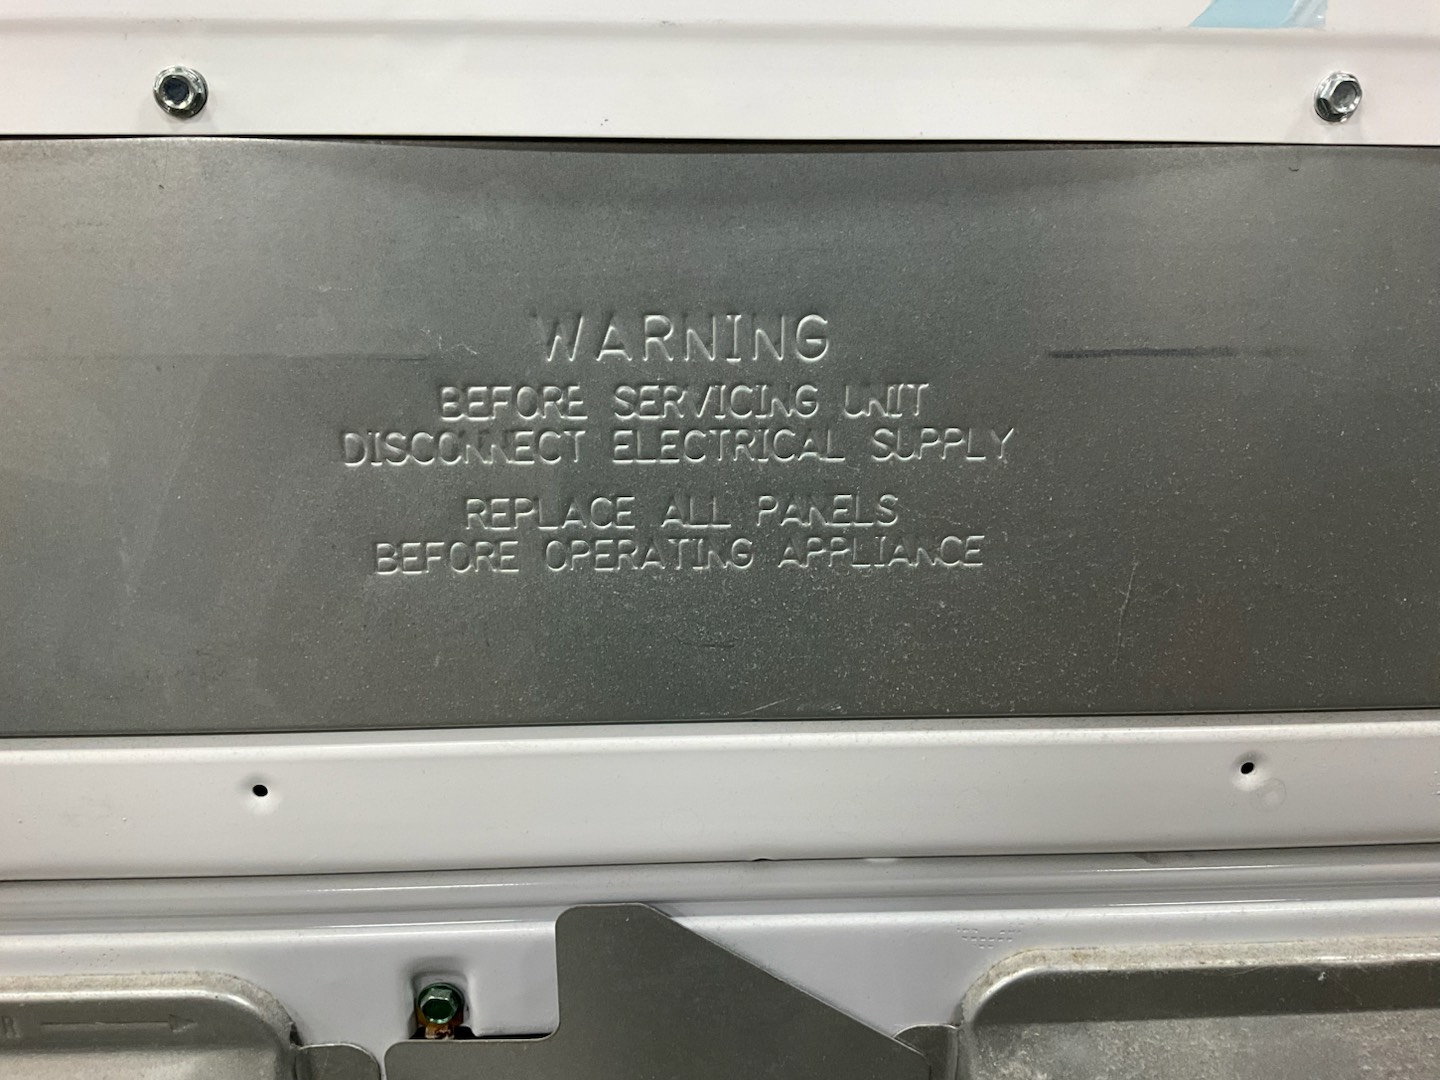 WARNING
BEFORE SERVICING UNIT
DISCONNECT ELECTRICAL SUPPLY
REPLACE ALL PANELS
BEFORE OPERATING APPLIANCE
R